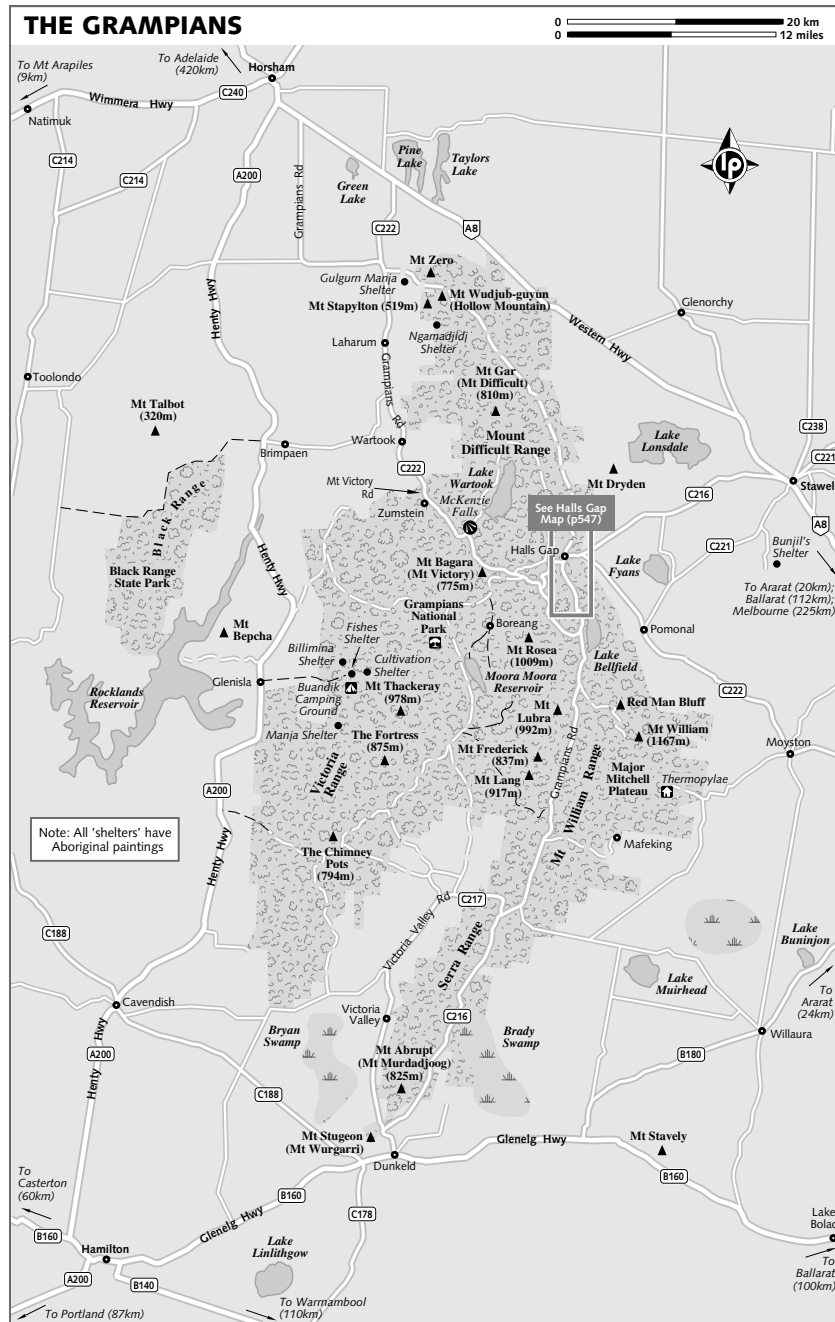 THE GRAMPIANS
0 20 km
0 12 miles
To Mt Arapiles
(9km)
To Adelaide
(420km)
Horsham
Natimuk
Wimmera Hwy
C240
C214
C214
A200
Grampians Rd
Green
Lake
Pine
Lake
Taylors
Lake
lp
C222
A8
Mt Zero
Gulgurn Manja
Shelter
Mt Stapylton (519m)
Mt Wudjub-guyun
(Hollow Mountain)
Ngamadjidj
Shelter
Glenorchy
Western Hwy
Henty Hwy
Laharum
Grampians Rd
Toolondo
Mt Talbot
(320m)
Mt Gar
(Mt Difficult)
(810m)
Mount
Difficult Range
Brimpaen
Wartook
C222
Mt Victory
Rd
Zumstein
Lake
Wartook
McKenzie
Falls
Mt Dryden
Lake
Lonsdale
C238
C221
Stawel
C216
A8
See Halls Gap
Map (p547)
Halls Gap
Lake
Fyans
C221
Bunjil's
Shelter
To Ararat (20km);
Ballarat (112km);
Melbourne (225km)
Black Range
Black Range
State Park
Henty Hwy
Mt Bagara
(Mt Victory)
(775m)
Grampians
National
Park
Boreang
Pomonal
Mt
Bepcha
Fishes
Shelter
Billimina
Shelter
Cultivation
Shelter
Mt Rosea
(1009m)
Lake
Bellfield
Moora Moora
Reservoir
Glenisla
Rocklands
Reservoir
Buandik
Camping
Ground
Mt Thackeray
(978m)
Manja Shelter
The Fortress
(875m)
Mt
Lubra
(992m)
Red Man Bluff
C222
Mt William
(1167m)
Moyston
Mt Frederick
(837m)
Mt Lang
(917m)
Grampians Rd
Victoria
Range
Major
Mitchell
Plateau
Thermopylae
Mt William Range
A200
Note: All 'shelters' have
Aboriginal paintings
Henty Hwy
The Chimney
Pots
(794m)
Mafeking
C188
Victoria Valley Rd
C217
Serra Range
Lake
Buninjon
Lake
Muirhead
To
Ararat
(24km)
Cavendish
Victoria
Valley
C216
Willaura
Bryan
Swamp
Brady
Swamp
Henty Hwy
A200
B180
Mt Abrupt
(Mt Murdadjoog)
(825m)
C188
Mt Stugeon
(Mt Wurgarri)
Dunkeld
Glenelg Hwy
Mt Stavely
B160
To
Casterton
(60km)
B160
C178
Glenelg Hwy
Lake
Bolac
B160
Hamilton
Lake
Linlithgow
A200
B140
To
Ballarat
(100km)
To Portland (87km)
To Warrnambool
(110km)